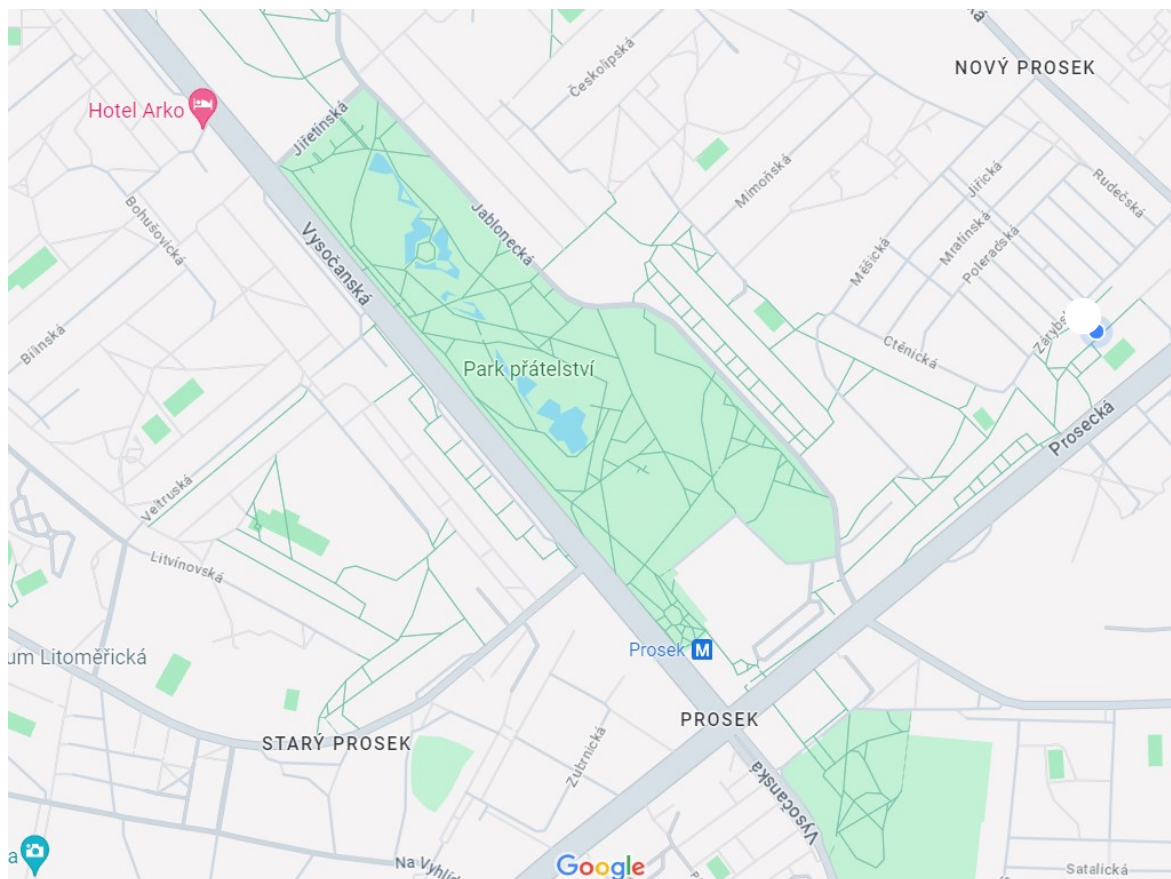 NOVÝ PROSEK
Českolipská
Hotel Arko
Jiřetínská
Mimoňská
Jiřická
Rudečská
Bohušovická
Jablonecká
Mratínská
Poleradská
Měšická
Vysočanská
Bílinská
Ctěnická
Park přátelství
Prosecká
Veltruská
Litvínovská
Prosek
M
um Litoměřická
PROSEK
STARÝ PROSEK
Zubrnická
Vysočanská
a
Na Vyhlíd
Google
Satalická